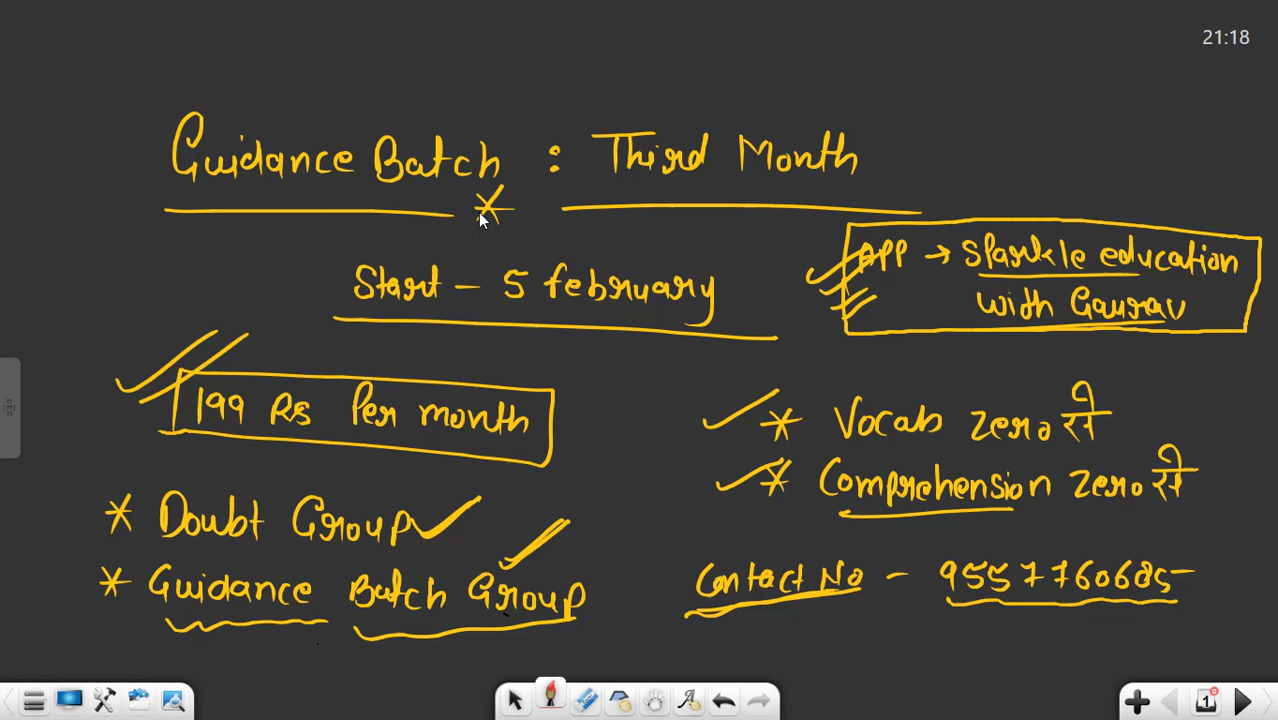 21:18
Guidance Batch : Third Month
Start - 5 february
APP → Sparkle education
with Gaurav
199 Rs Per month
* Vocab zero से
* Comprehension zero से
* Doubt Group
* Guidance Batch Group
Contact No - 9557760685
1